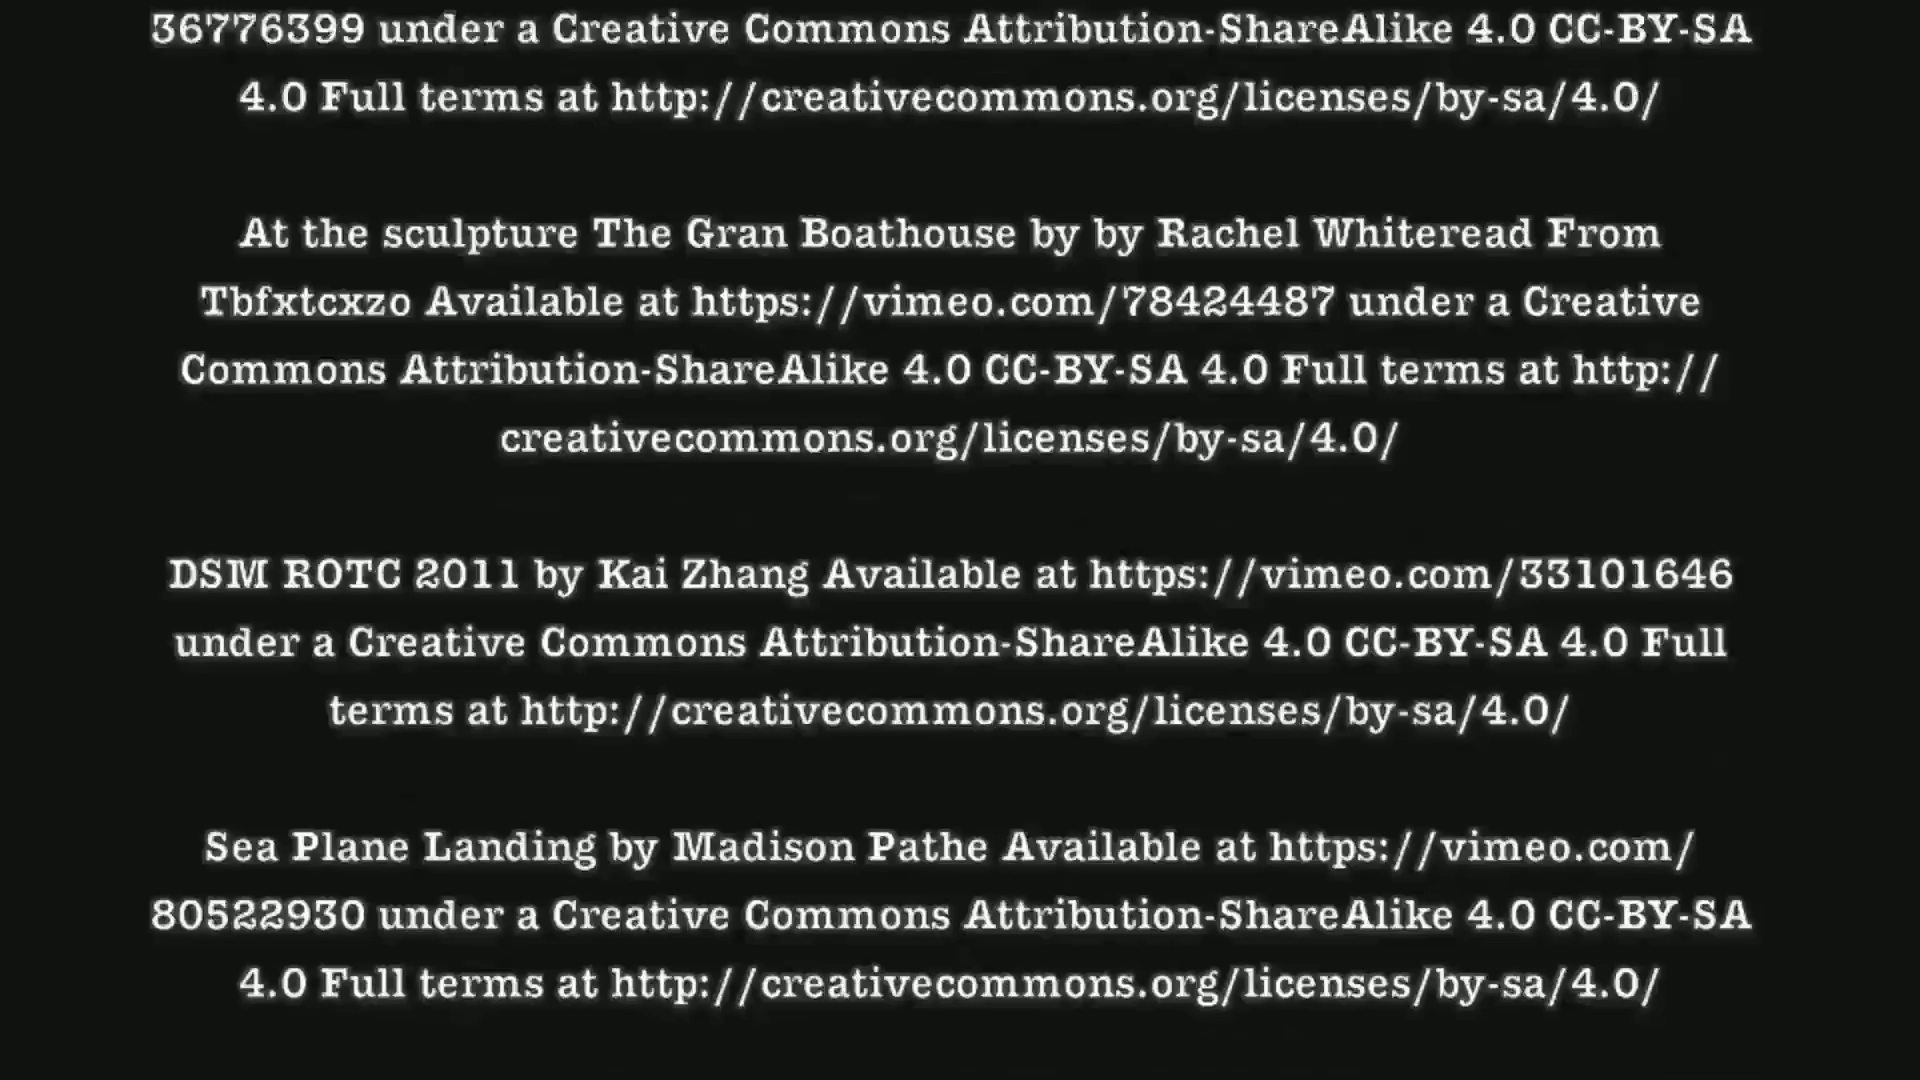 36776399 under a Creative Commons Attribution-ShareAlike 4.0 CC-BY-SA
4.0 Full terms at http://creativecommons.org/licenses/by-sa/4.0/
At the sculpture The Gran Boathouse by by Rachel Whiteread From
Tbfxtcxzo Available at https://vimeo.com/78424487 under a Creative
Commons Attribution-ShareAlike 4.0 CC-BY-SA 4.0 Full terms at http://
creativecommons.org/licenses/by-sa/4.0/
DSM ROTC 2011 by Kai Zhang Available at https://vimeo.com/33101646
under a Creative Commons Attribution-ShareAlike 4.0 CC-BY-SA 4.0 Full
terms at http://creativecommons.org/licenses/by-sa/4.0/
Sea Plane Landing by Madison Pathe Available at https://vimeo.com/
80522930 under a Creative Commons Attribution-ShareAlike 4.0 CC-BY-SA
4.0 Full terms at http://creativecommons.org/licenses/by-sa/4.0/